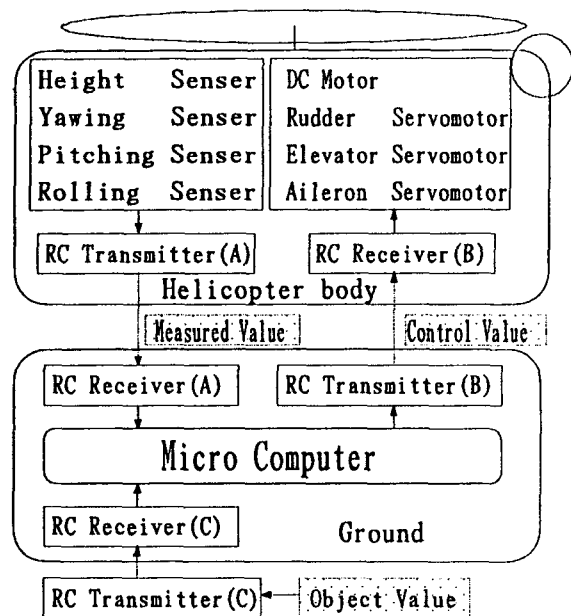 Height Senser
Yawing Senser
Pitching Senser
Rolling Senser
DC Motor
Rudder Servomotor
Elevator Servomotor
Aileron Servomotor
RC Transmitter(A)
RC Receiver(B)
Helicopter body
Measured Value
Control Value
RC Receiver(A)
RC Transmitter(B)
Micro Computer
RC Receiver(C)
Ground
RC Transmitter(C)
Object Value